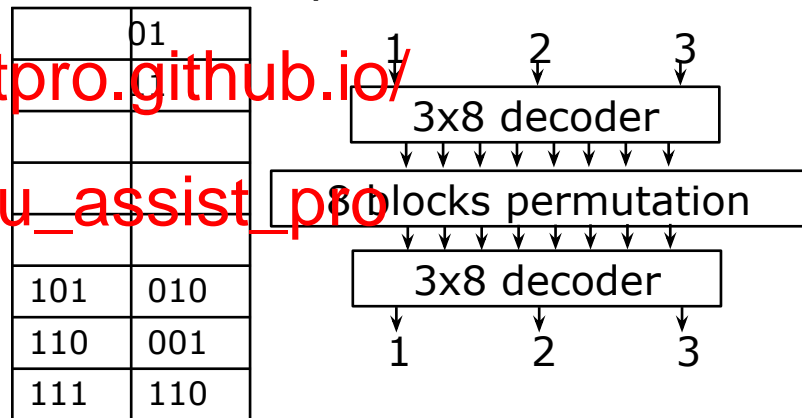 01
1 2 3
tpro.github.io/
3x8 decoder
u_assist_pro
8 blocks permutation
3x8 decoder
101 010
110 001
111 110
1 2 3